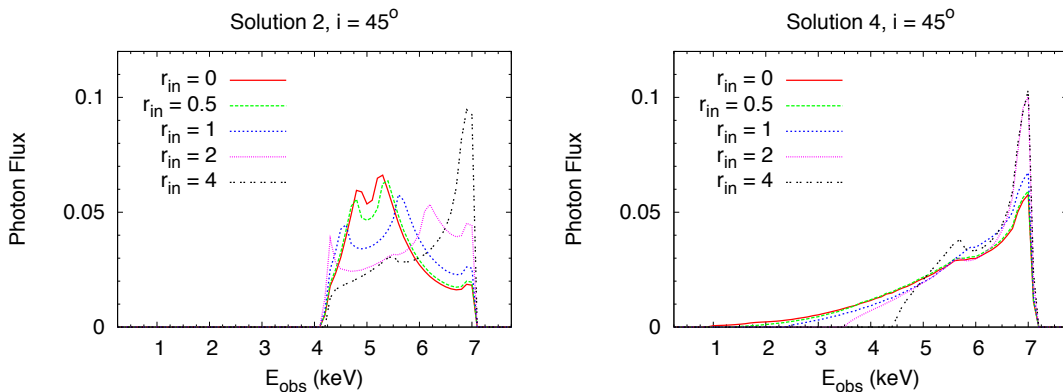 Solution 2, i = 45°
r_in = 0
r_in = 0.5
r_in = 1
r_in = 2
r_in = 4
0.1
0.05
0
Photon Flux
1 2 3 4 5 6 7
E_obs (keV)
Solution 4, i = 45°
r_in = 0
r_in = 0.5
r_in = 1
r_in = 2
r_in = 4
0.1
0.05
0
Photon Flux
1 2 3 4 5 6 7
E_obs (keV)